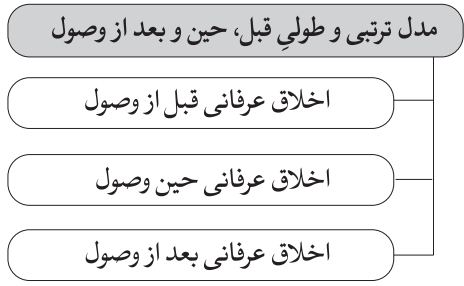 مدل ترتبی و طولیِ قبل، حین و بعد از وصول
اخلاق عرفانی قبل از وصول
اخلاق عرفانی حین وصول
اخلاق عرفانی بعد از وصول